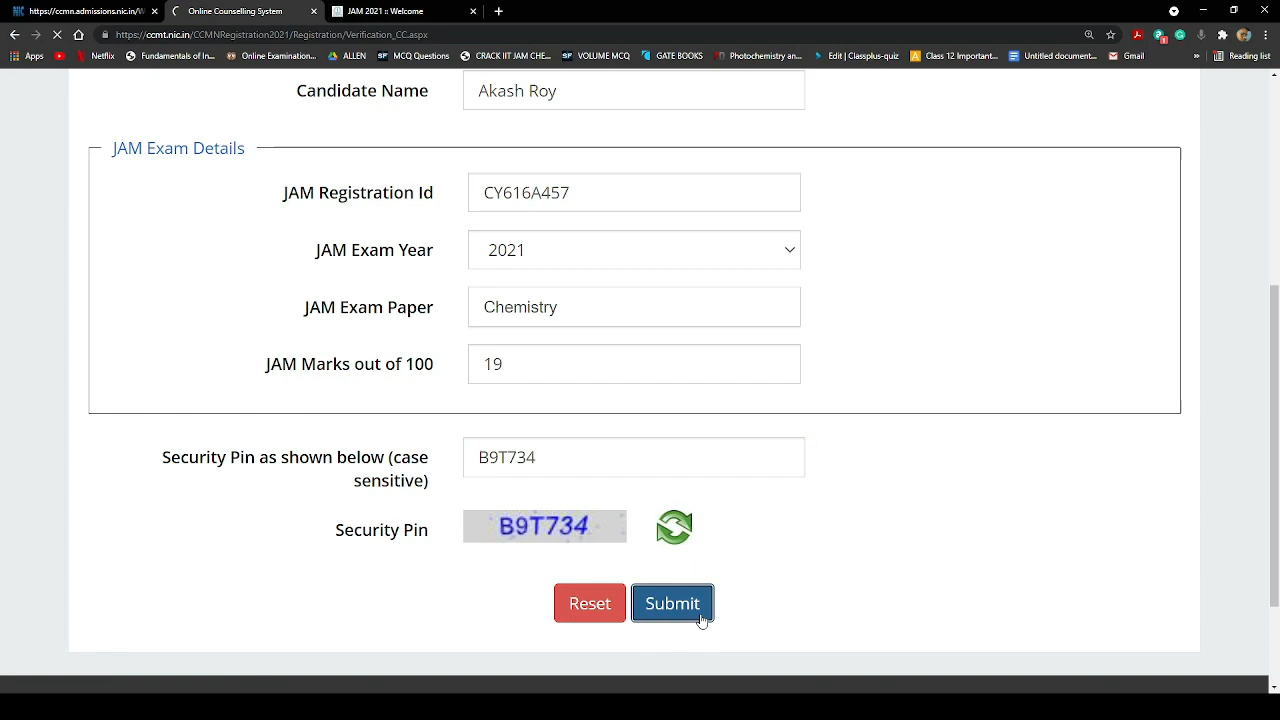 NIC https://ccmn.admissions.nic.in/W
Online Counselling System
JAM 2021 :: Welcome
https://ccmt.nic.in/CCMNRegistration2021/Registration/Verification_CC.aspx
Apps
Netflix
Fundamentals of In...
Online Examination...
ALLEN
MCQ Questions
CRACK IIT JAM CHE...
VOLUME MCQ
GATE BOOKS
Photochemistry an...
Edit | Classplus-quiz
Class 12 Important...
Untitled document...
Gmail
»
Reading list
Candidate Name
Akash Roy
JAM Exam Details
JAM Registration Id
CY616A457
JAM Exam Year
2021
JAM Exam Paper
Chemistry
JAM Marks out of 100
19
Security Pin as shown below (case
sensitive)
B9T734
Security Pin
B9T734
Reset
Submit